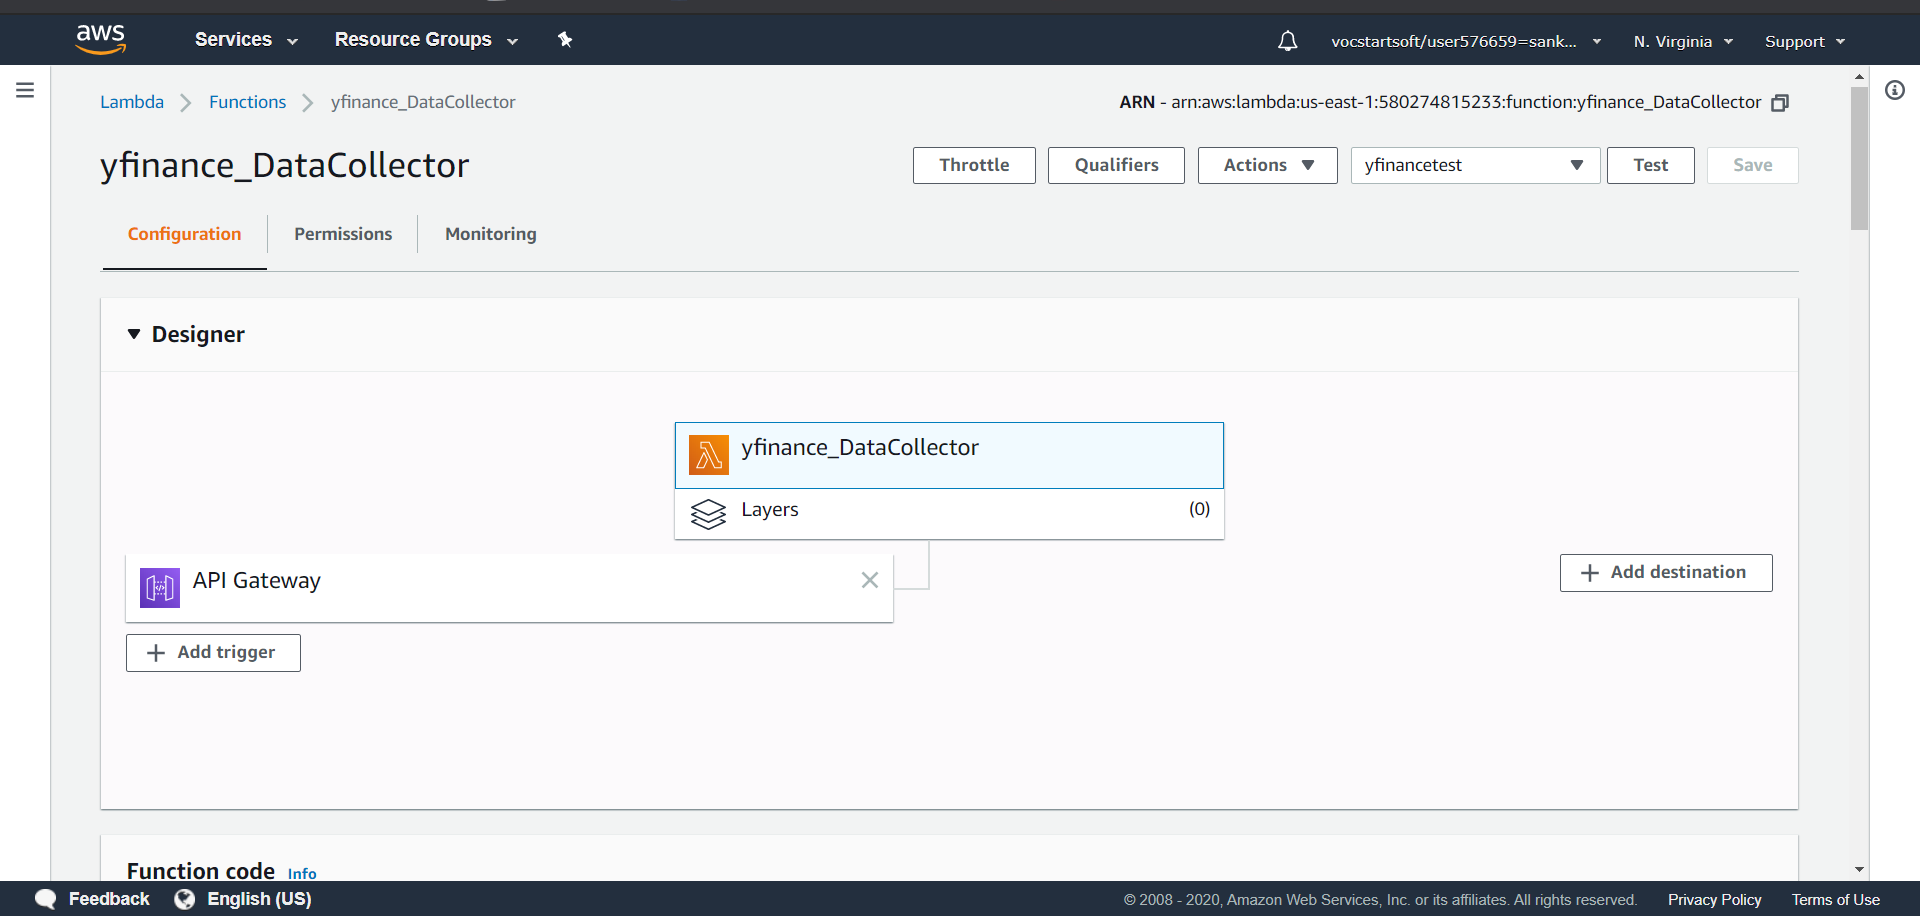 aws Services Resource Groups vocstartsoft/user576659=sank... N. Virginia Support
Lambda Functions yfinance_DataCollector ARN - arn:aws:lambda:us-east-1:580274815233:function:yfinance_DataCollector
yfinance_DataCollector Throttle Qualifiers Actions yfinancetest Test Save
Configuration Permissions Monitoring
Designer
yfinance_DataCollector
Layers (0)
API Gateway
Add destination
Add trigger
Function code Info
Feedback English (US) © 2008 - 2020, Amazon Web Services, Inc. or its affiliates. All rights reserved. Privacy Policy Terms of Use